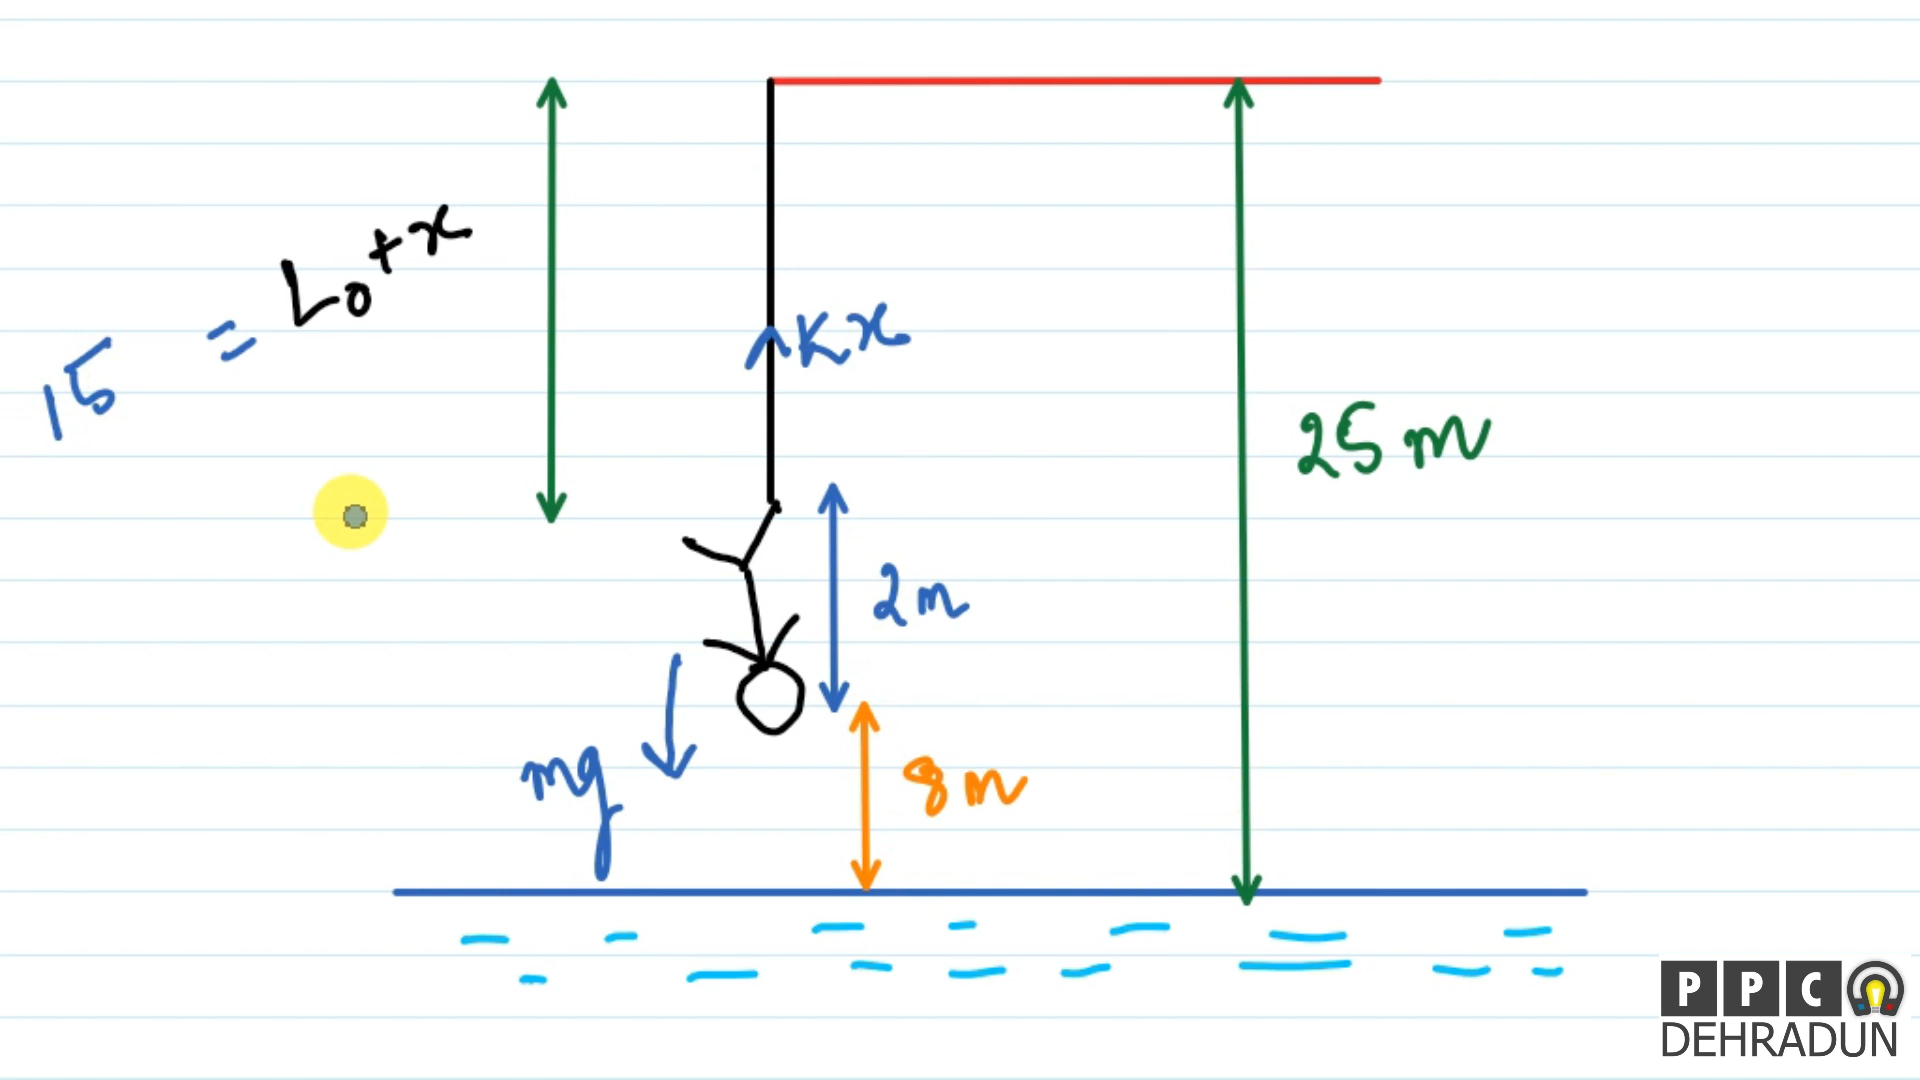 15 = L₀ + x
Kx
25 m
2m
mg
8m
PPC
DEHRADUN